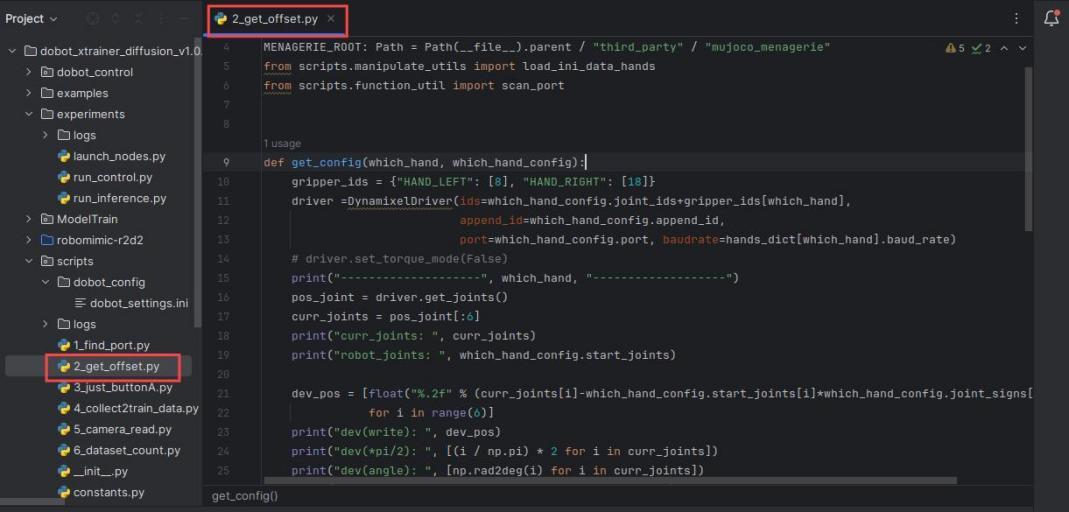 Project
dobot_xtrainer_diffusion_v1.0.
dobot_control
examples
experiments
logs
launch_nodes.py
run_control.py
run_inference.py
ModelTrain
robomimic-r2d2
scripts
dobot_config
dobot_settings.ini
logs
1_find_port.py
2_get_offset.py
3_just_buttonA.py
4_collect2train_data.py
5_camera_read.py
6_dataset_count.py
__init__.py
constants.py
2_get_offset.py
5 2
4 MENAGERIE_ROOT: Path = Path(__file__).parent / "third_party" / "mujoco_menagerie"
5 from scripts.manipulate_utils import load_ini_data_hands
6 from scripts.function_util import scan_port
7
8
1 usage
9 def get_config(which_hand, which_hand_config):
10 gripper_ids = {"HAND_LEFT": [8], "HAND_RIGHT": [18]}
11 driver =DynamixelDriver(ids=which_hand_config.joint_ids+gripper_ids[which_hand],
12 append_id=which_hand_config.append_id,
13 port=which_hand_config.port, baudrate=hands_dict[which_hand].baud_rate)
14 # driver.set_torque_mode(False)
15 print("--------------------", which_hand, "-------------------")
16 pos_joint = driver.get_joints()
17 curr_joints = pos_joint[:6]
18 print("curr_joints: ", curr_joints)
19 print("robot_joints: ", which_hand_config.start_joints)
20
21 dev_pos = [float("%.2f" % (curr_joints[i]-which_hand_config.start_joints[i]*which_hand_config.joint_signs[
22 for i in range(6)]
23 print("dev(write): ", dev_pos)
24 print("dev(*pi/2): ", [(i / np.pi) * 2 for i in curr_joints])
25 print("dev(angle): ", [np.rad2deg(i) for i in curr_joints])
get_config()